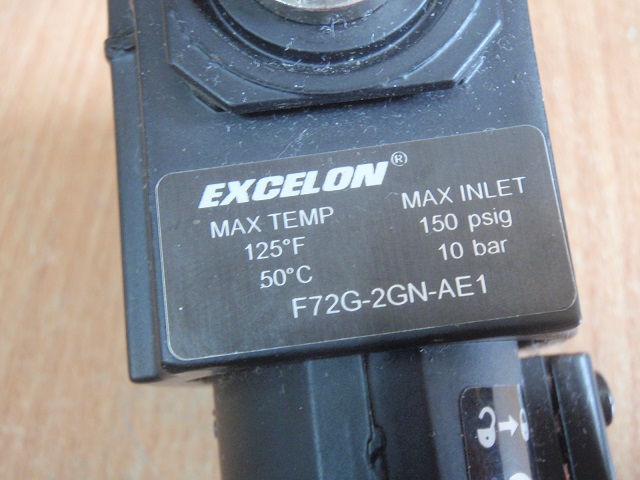 EXCELON®
MAX TEMP
125°F
50°C
MAX INLET
150 psig
10 bar
F72G-2GN-AE1